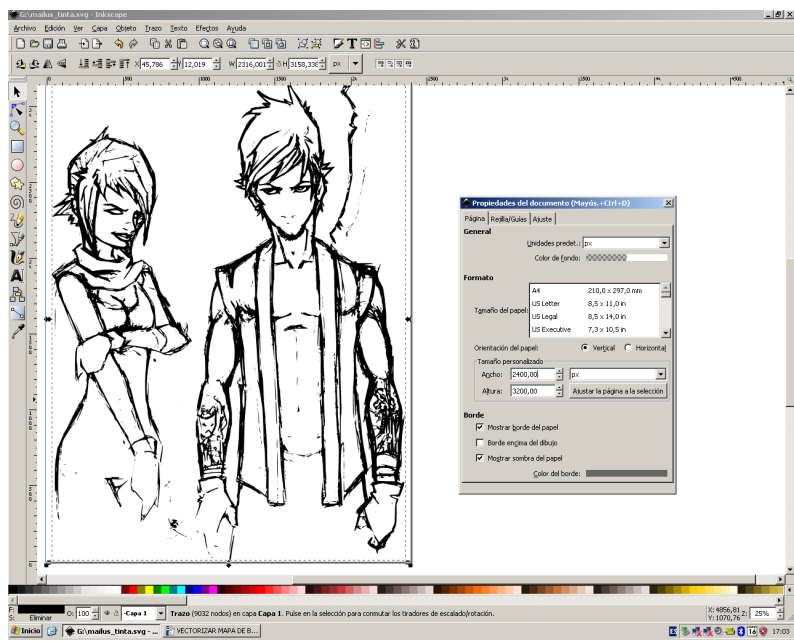 G:\mailus_tinta.svg - Inkscape
Archivo Edición Ver Capa Objeto Trazo Texto Efectos Ayuda
X 45,786 Y 12,019 W 2316,001 H 3158,338 px
Propiedades del documento (Mayús.+Ctrl+D)
Página Rejilla/Guías Ajuste
General
Unidades predet.: px
Color de fondo:
Formato
Tamaño del papel:
A4 210,0 x 297,0 mm
US Letter 8,5 x 11,0 in
US Legal 8,5 x 14,0 in
US Executive 7,3 x 10,5 in
Orientación del papel: Vertical Horizontal
Tamaño personalizado
Ancho: 2400,00 px
Altura: 3200,00 Ajustar la página a la selección
Borde
Mostrar borde del papel
Borde encima del dibujo
Mostrar sombra del papel
Color del borde:
F:
S: Eliminar
O: 100 -Capa 1 Trazo (9032 nodos) en capa Capa 1. Pulse en la selección para conmutar los tiradores de escalado/rotación.
X: 4856,81
Y: 1070,76
Z: 25%
Inicio G:\mailus_tinta.svg - ... VECTORIZAR MAPA DE B... ES 16 17:03